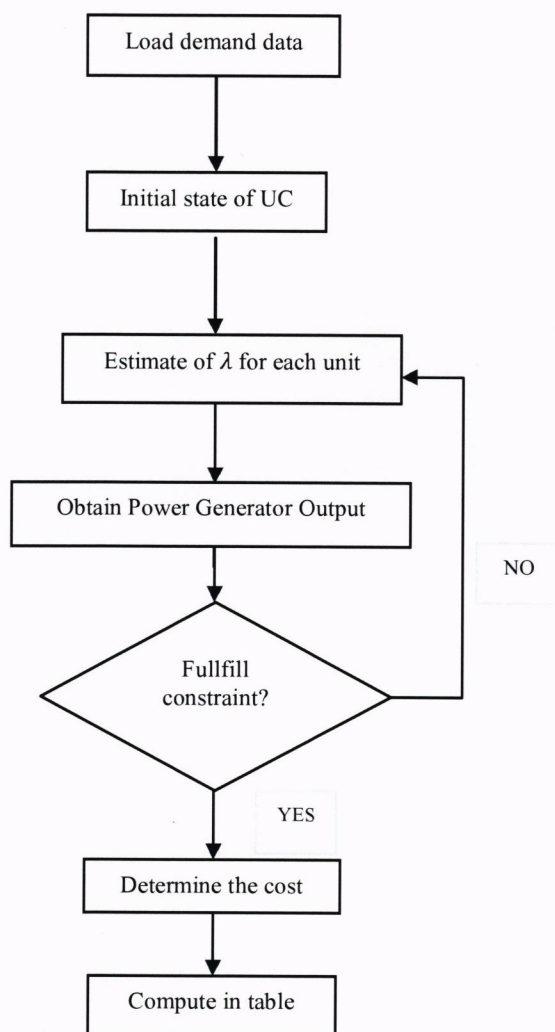 Load demand data
Initial state of UC
Estimate of λ for each unit
Obtain Power Generator Output
NO
Fullfill
constraint?
YES
Determine the cost
Compute in table